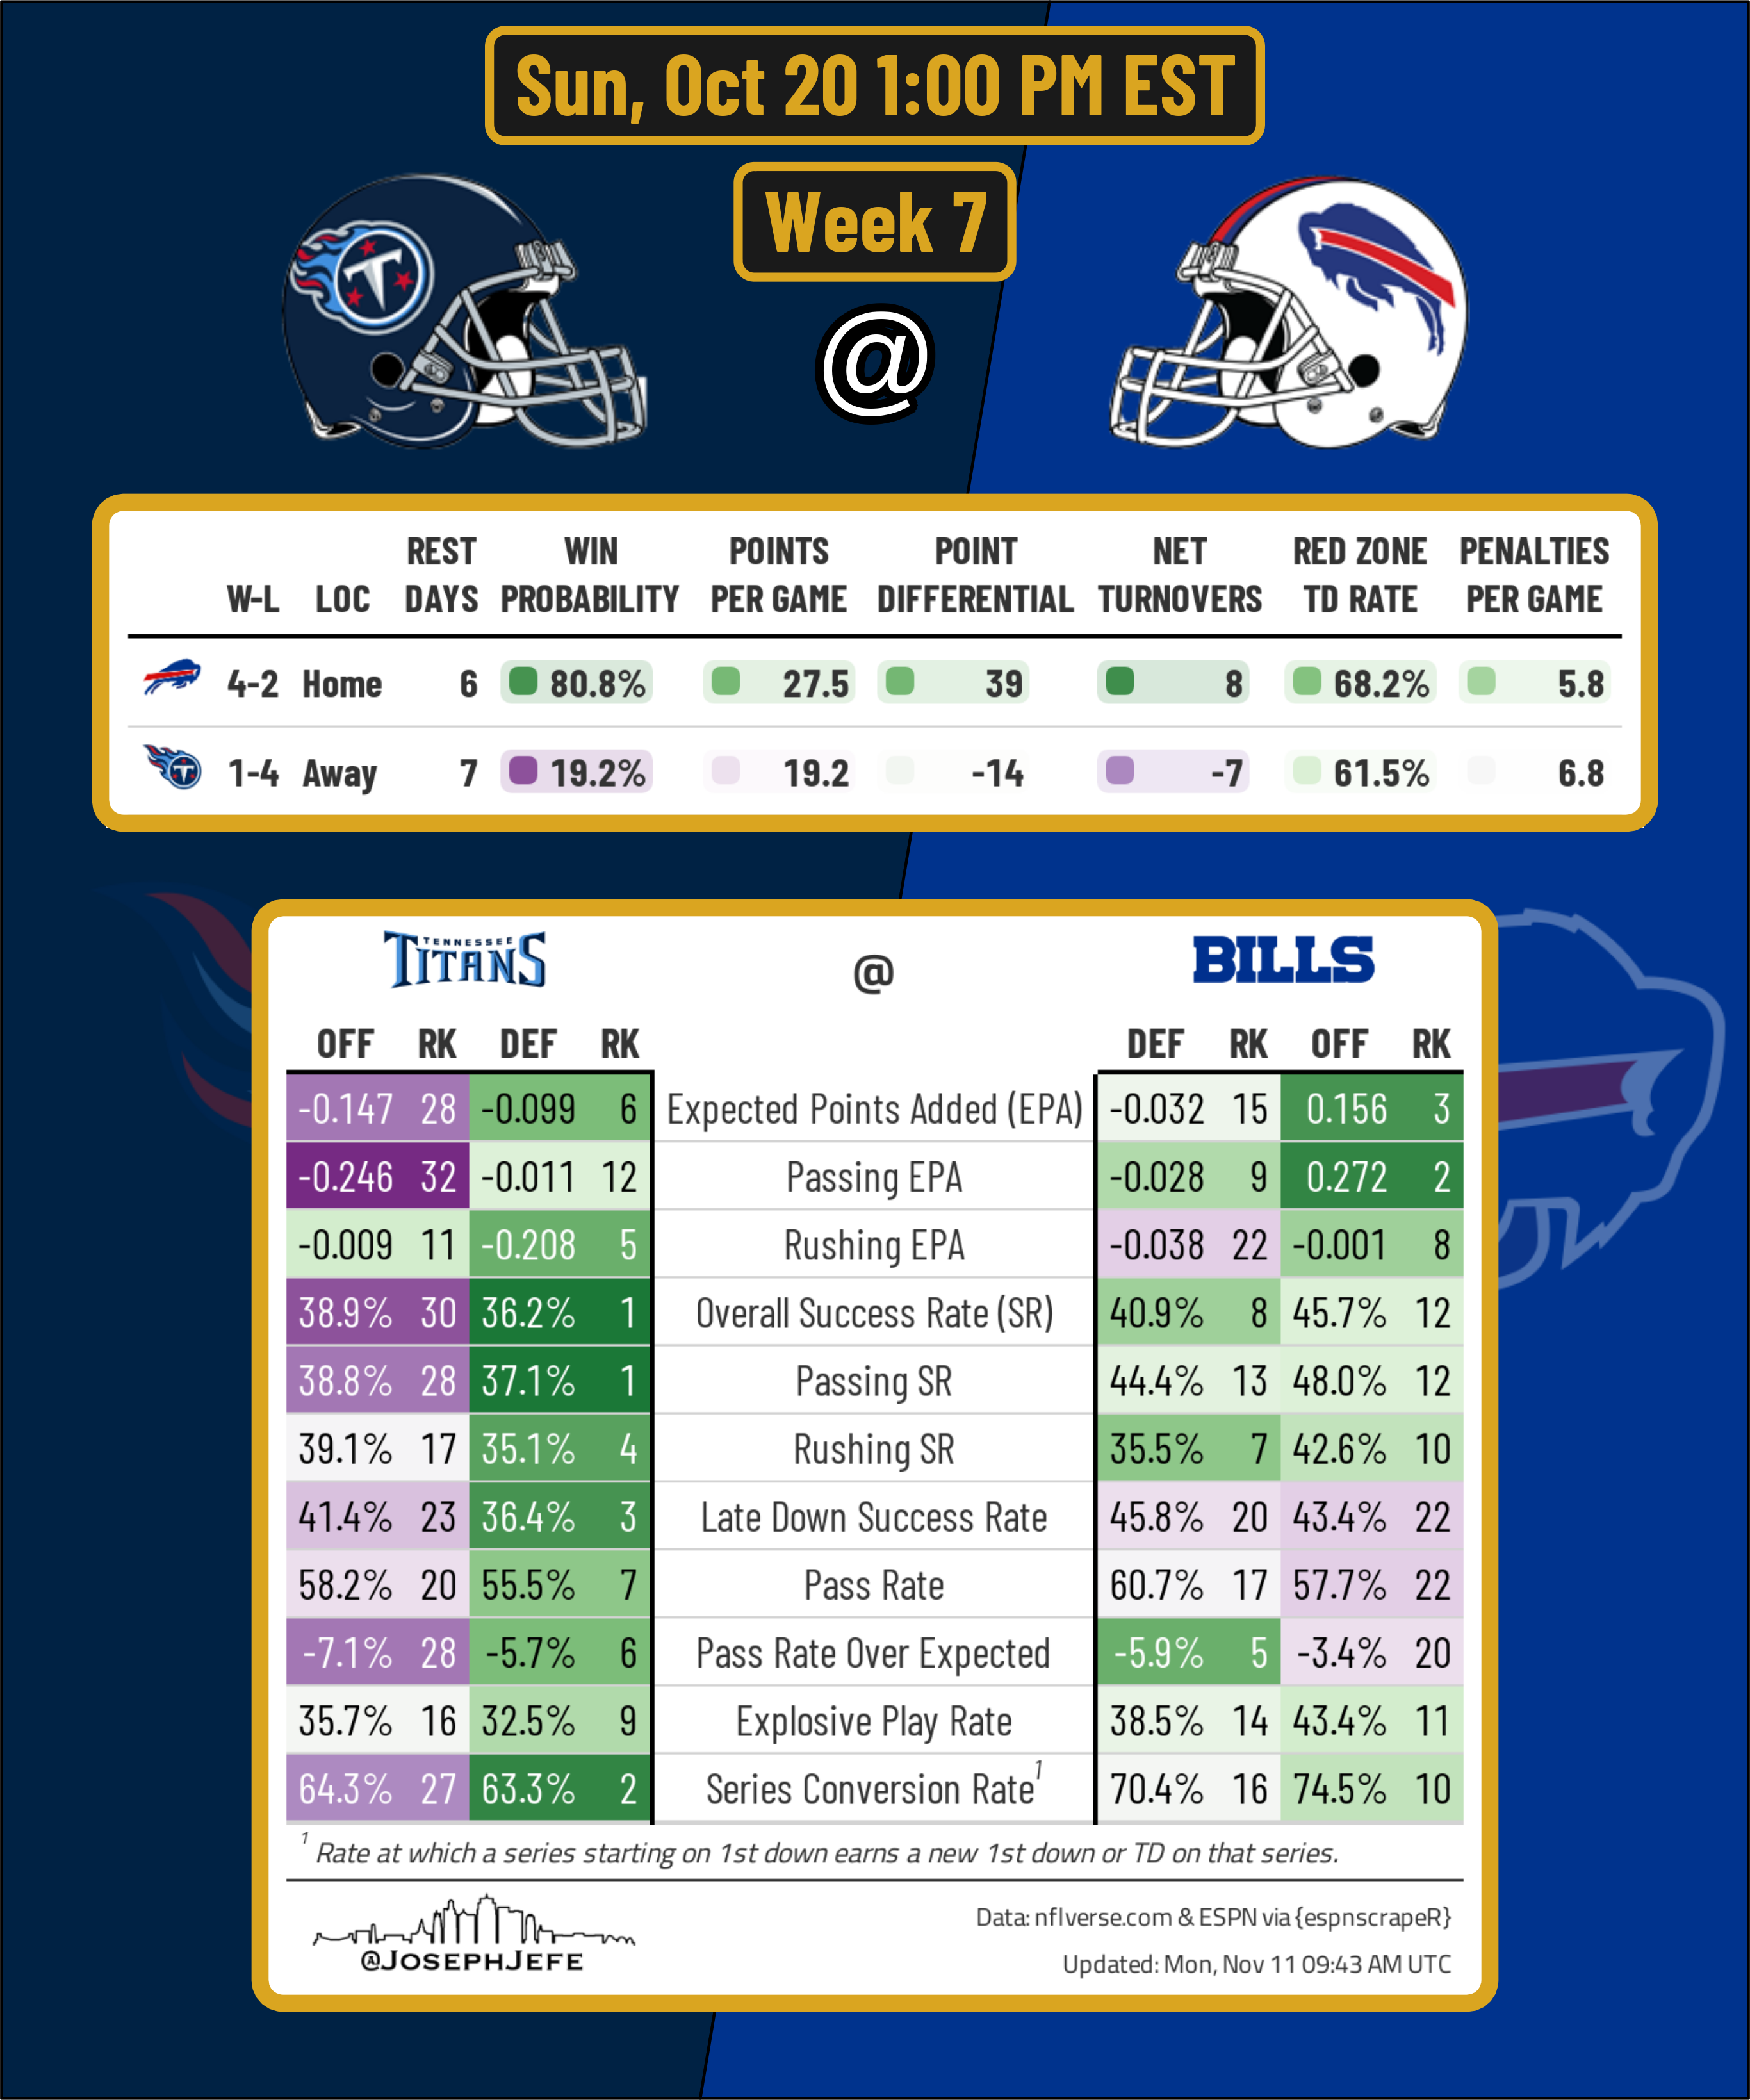 Sun, Oct 20 1:00 PM EST
Week 7
@
REST WIN POINTS POINT NET RED ZONE PENALTIES
W-L LOC DAYS PROBABILITY PER GAME DIFFERENTIAL TURNOVERS TD RATE PER GAME
4-2 Home 6 80.8% 27.5 39 8 68.2% 5.8
1-4 Away 7 19.2% 19.2 -14 -7 61.5% 6.8
TENNESSEE TITANS @ BILLS
OFF RK DEF RK DEF RK OFF RK
-0.147 28 -0.099 6 Expected Points Added (EPA) -0.032 15 0.156 3
-0.246 32 -0.011 12 Passing EPA -0.028 9 0.272 2
-0.009 11 -0.208 5 Rushing EPA -0.038 22 -0.001 8
38.9% 30 36.2% 1 Overall Success Rate (SR) 40.9% 8 45.7% 12
38.8% 28 37.1% 1 Passing SR 44.4% 13 48.0% 12
39.1% 17 35.1% 4 Rushing SR 35.5% 7 42.6% 10
41.4% 23 36.4% 3 Late Down Success Rate 45.8% 20 43.4% 22
58.2% 20 55.5% 7 Pass Rate 60.7% 17 57.7% 22
-7.1% 28 -5.7% 6 Pass Rate Over Expected -5.9% 5 -3.4% 20
35.7% 16 32.5% 9 Explosive Play Rate 38.5% 14 43.4% 11
64.3% 27 63.3% 2 Series Conversion Rate¹ 70.4% 16 74.5% 10
¹ Rate at which a series starting on 1st down earns a new 1st down or TD on that series.
Data: nflverse.com & ESPN via {espnscrapeR}
@JOSEPHJEFE
Updated: Mon, Nov 11 09:43 AM UTC